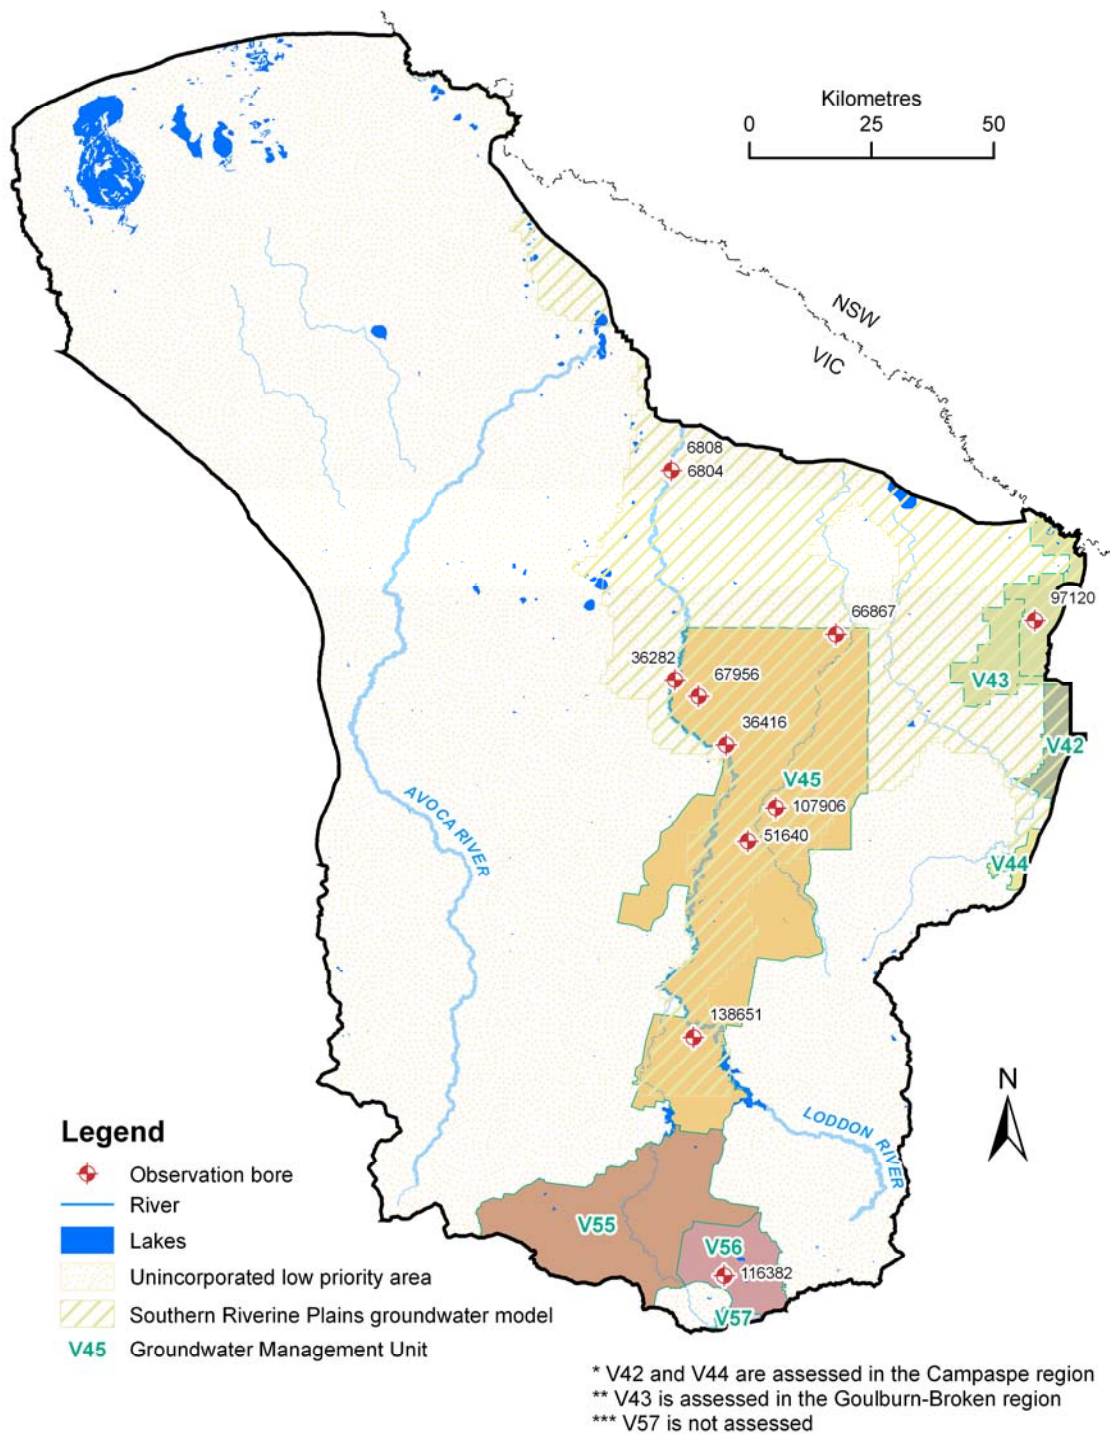 Kilometres
0 25 50
NSW
VIC
6808
6804
97120
66867
36282
67956
V43
36416
V42
V45
AVOCA RIVER
107906
51640
V44
138651
N
LODDON RIVER
Legend
Observation bore
River
Lakes
Unincorporated low priority area
Southern Riverine Plains groundwater model
V45 Groundwater Management Unit
V55
V56
116382
V57
* V42 and V44 are assessed in the Campaspe region
** V43 is assessed in the Goulburn-Broken region
*** V57 is not assessed